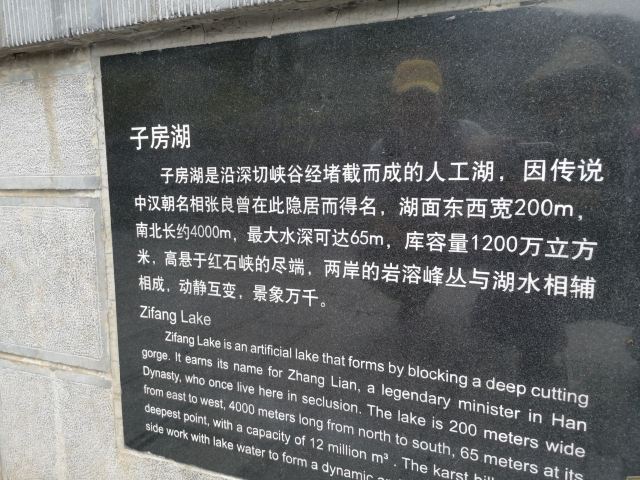 子房湖
子房湖是沿深切峡谷经堵截而成的人工湖，因传说
中汉朝名相张良曾在此隐居而得名，湖面东西宽200m，
南北长约4000m，最大水深可达65m，库容量1200万立方
米，高悬于红石峡的尽端，两岸的岩溶峰丛与湖水相辅
相成，动静互变，景象万千。
Zifang Lake
Zifang Lake is an artificial lake that forms by blocking a deep cutting
gorge. It earns its name for Zhang Lian, a legendary minister in Han
Dynasty, who once live here in seclusion. The lake is 200 meters wide
from east to west, 4000 meters long from north to south, 65 meters at its
deepest point, with a capacity of 12 million m³. The karst
side work with lake water to form a dynamic